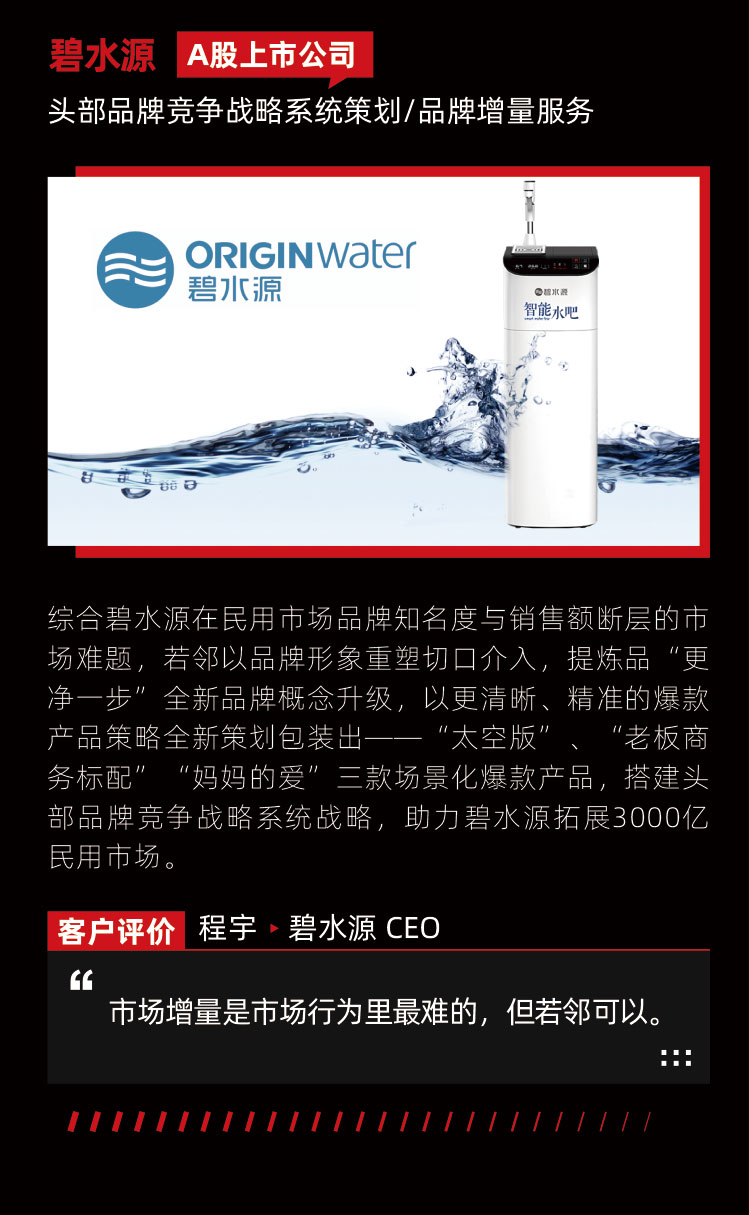 碧水源 A股上市公司
头部品牌竞争战略系统策划/品牌增量服务
ORIGINWater
碧水源
碧水源
智能水吧
综合碧水源在民用市场品牌知名度与销售额断层的市
场难题，若邻以品牌形象重塑切口介入，提炼品“更
净一步”全新品牌概念升级，以更清晰、精准的爆款
产品策略全新策划包装出——“太空版”、“老板商
务标配”“妈妈的爱”三款场景化爆款产品，搭建头
部品牌竞争战略系统战略，助力碧水源拓展3000亿
民用市场。
客户评价 程宇 ▸ 碧水源 CEO
“
市场增量是市场行为里最难的，但若邻可以。